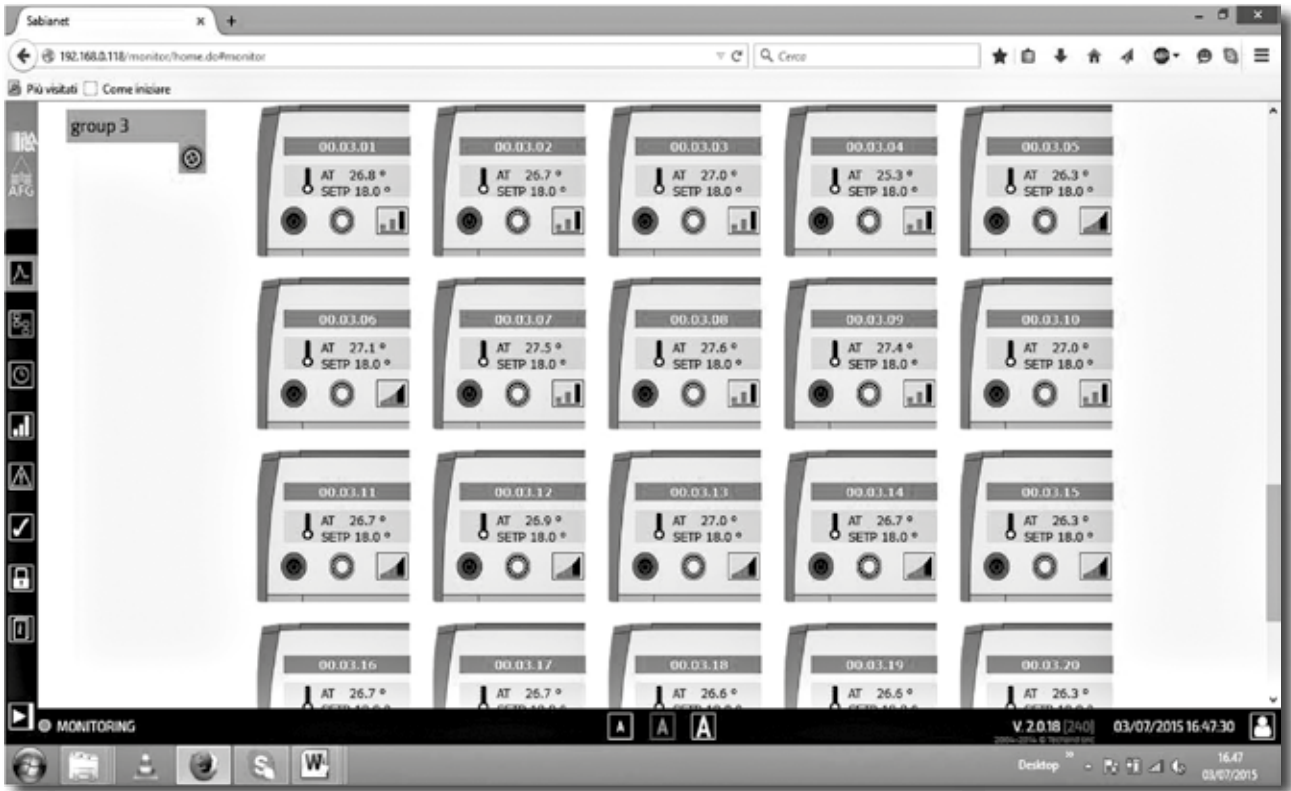 Sabianet
192.168.0.118/monitor/home.do#monitor
Cerca
Più visitati Come iniziare
group 3
AFG
00.03.01 00.03.02 00.03.03 00.03.04 00.03.05
AT 26.8 ° AT 26.7 ° AT 27.0 ° AT 25.3 ° AT 26.3 °
SETP 18.0 ° SETP 18.0 ° SETP 18.0 ° SETP 18.0 ° SETP 18.0 °
00.03.06 00.03.07 00.03.08 00.03.09 00.03.10
AT 27.1 ° AT 27.5 ° AT 27.6 ° AT 27.4 ° AT 27.0 °
SETP 18.0 ° SETP 18.0 ° SETP 18.0 ° SETP 18.0 ° SETP 18.0 °
00.03.11 00.03.12 00.03.13 00.03.14 00.03.15
AT 26.7 ° AT 26.9 ° AT 27.0 ° AT 26.7 ° AT 26.3 °
SETP 18.0 ° SETP 18.0 ° SETP 18.0 ° SETP 18.0 ° SETP 18.0 °
00.03.16 00.03.17 00.03.18 00.03.19 00.03.20
AT 26.7 ° AT 26.7 ° AT 26.6 ° AT 26.6 ° AT 26.3 °
MONITORING A A A V. 2.0.18 [240] 03/07/2015 16:47:30
2004-2014 ©
Desktop 16.47
03/07/2015